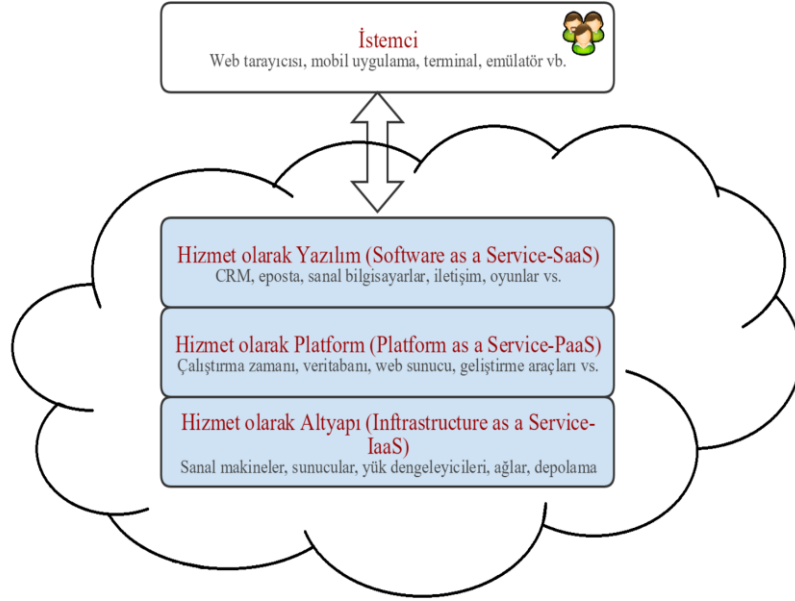 İstemci
Web tarayıcısı, mobil uygulama, terminal, emülatör vb.
Hizmet olarak Yazılım (Software as a Service-SaaS)
CRM, eposta, sanal bilgisayarlar, iletişim, oyunlar vs.
Hizmet olarak Platform (Platform as a Service-PaaS)
Çalıştırma zamanı, veritabanı, web sunucu, geliştirme araçları vs.
Hizmet olarak Altyapı (Inftrastructure as a Service-
IaaS)
Sanal makineler, sunucular, yük dengeleyicileri, ağlar, depolama